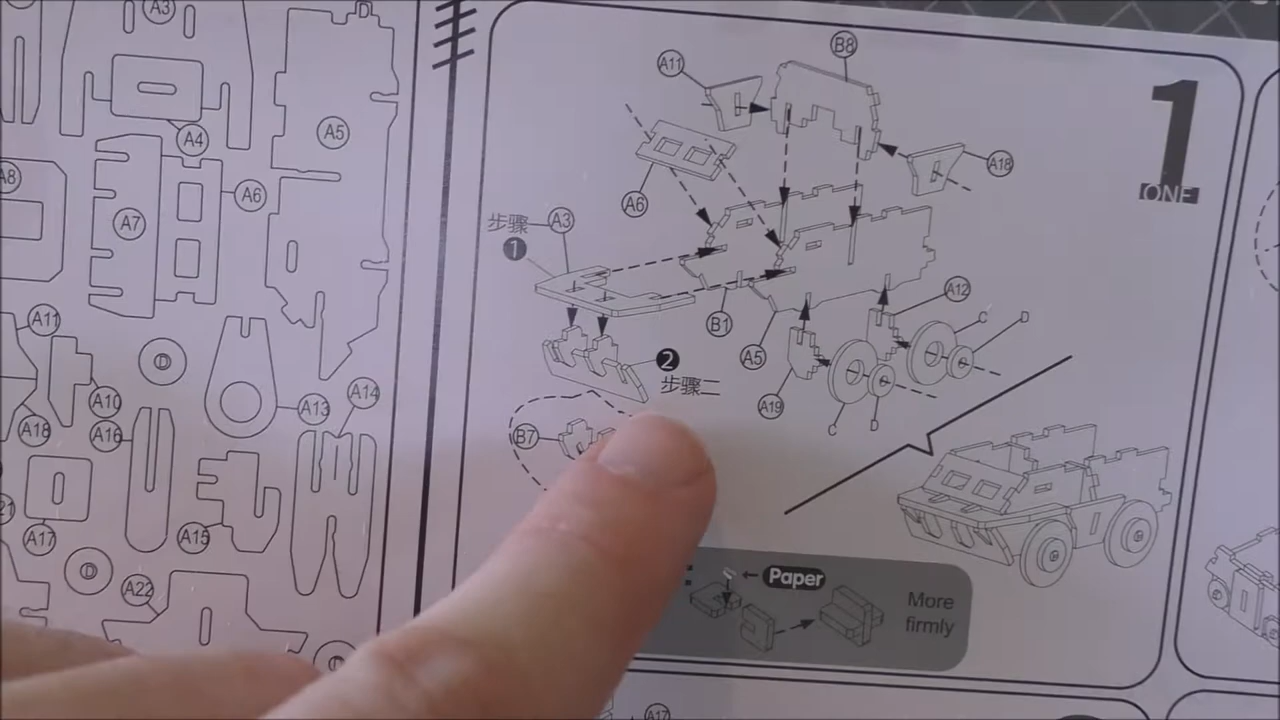 A3
D
A5
A4
A8
A6
A7
A11
D
A10
A13
A14
A18
A16
A17
A15
D
A22
A11
B8
1
ONE
A18
A6
步骤
A3
1
A12
C
D
B1
A5
2
步骤二
A19
C
D
B7
Paper
More
firmly
A17